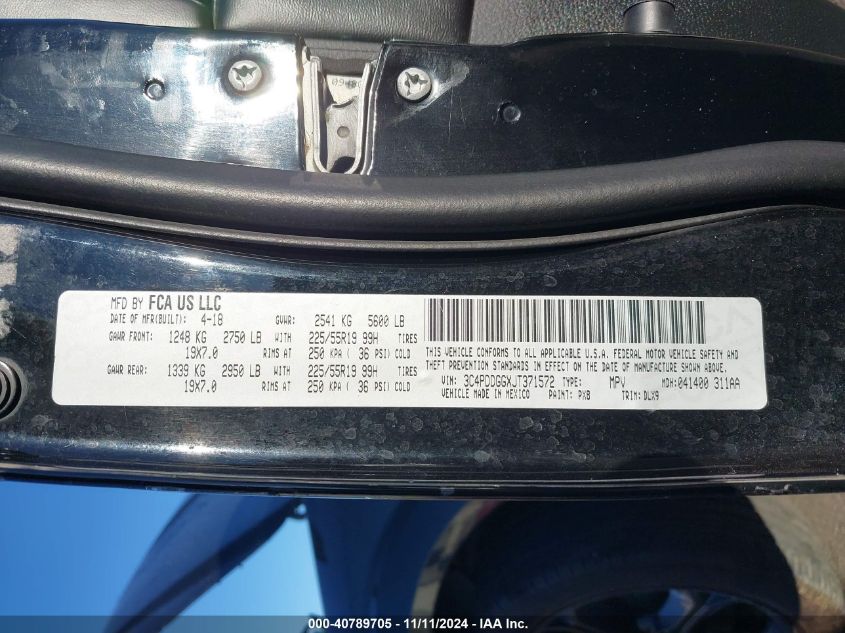 MFD BY FCA US LLC
DATE OF MFR(BUILT): 4-18 GVWR: 2541 KG 5600 LB
GAWR FRONT: 1248 KG 2750 LB WITH 225/55R19 99H TIRES
19X7.0 RIMS AT 250 KPA ( 36 PSI) COLD
GAWR REAR: 1339 KG 2950 LB WITH 225/55R19 99H TIRES
19X7.0 RIMS AT 250 KPA ( 36 PSI) COLD
THIS VEHICLE CONFORMS TO ALL APPLICABLE U.S.A. FEDERAL MOTOR VEHICLE SAFETY AND
THEFT PREVENTION STANDARDS IN EFFECT ON THE DATE OF MANUFACTURE SHOWN ABOVE.
VIN: 3C4PDDGGXJT371572 TYPE: MPV MDH: 041400 311AA
VEHICLE MADE IN MEXICO PAINT: PXB TRIM: DLX9
000-40789705 - 11/11/2024 - IAA Inc.